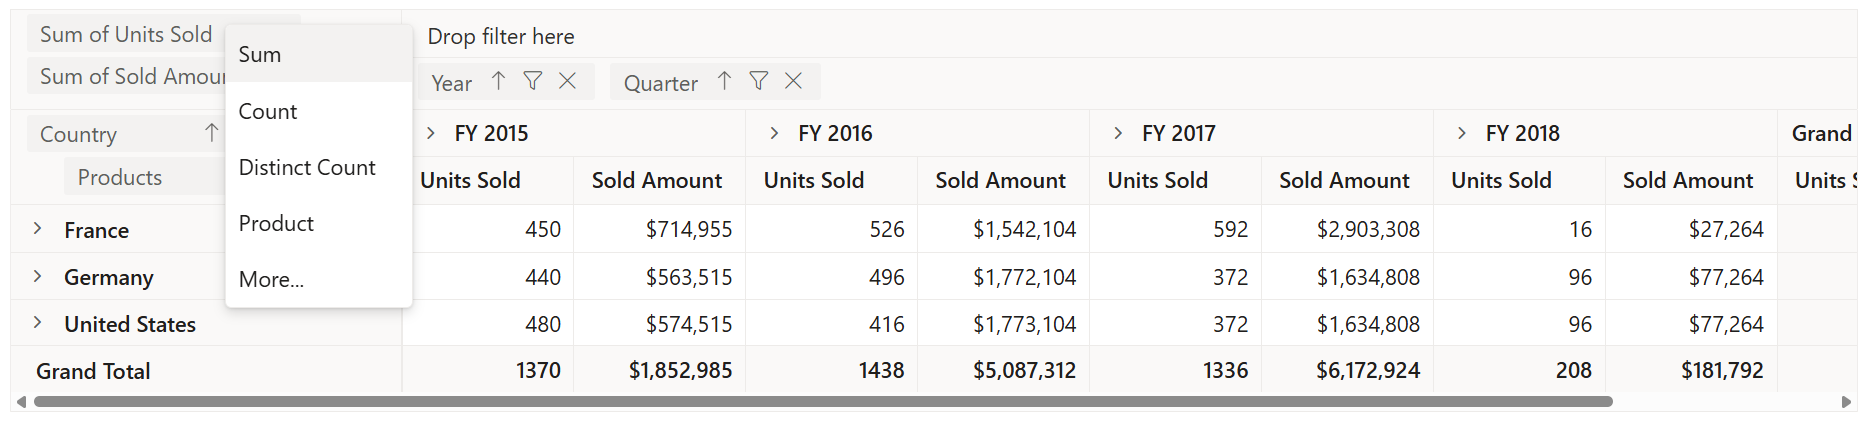 Sum of Units Sold
Sum of Sold Amou
Sum
Count
Distinct Count
Product
More...
Drop filter here
Year Quarter
Country
Products
FY 2015 FY 2016 FY 2017 FY 2018 Grand
Units Sold Sold Amount Units Sold Sold Amount Units Sold Sold Amount Units Sold Sold Amount Units
France 450 $714,955 526 $1,542,104 592 $2,903,308 16 $27,264
Germany 440 $563,515 496 $1,772,104 372 $1,634,808 96 $77,264
United States 480 $574,515 416 $1,773,104 372 $1,634,808 96 $77,264
Grand Total 1370 $1,852,985 1438 $5,087,312 1336 $6,172,924 208 $181,792